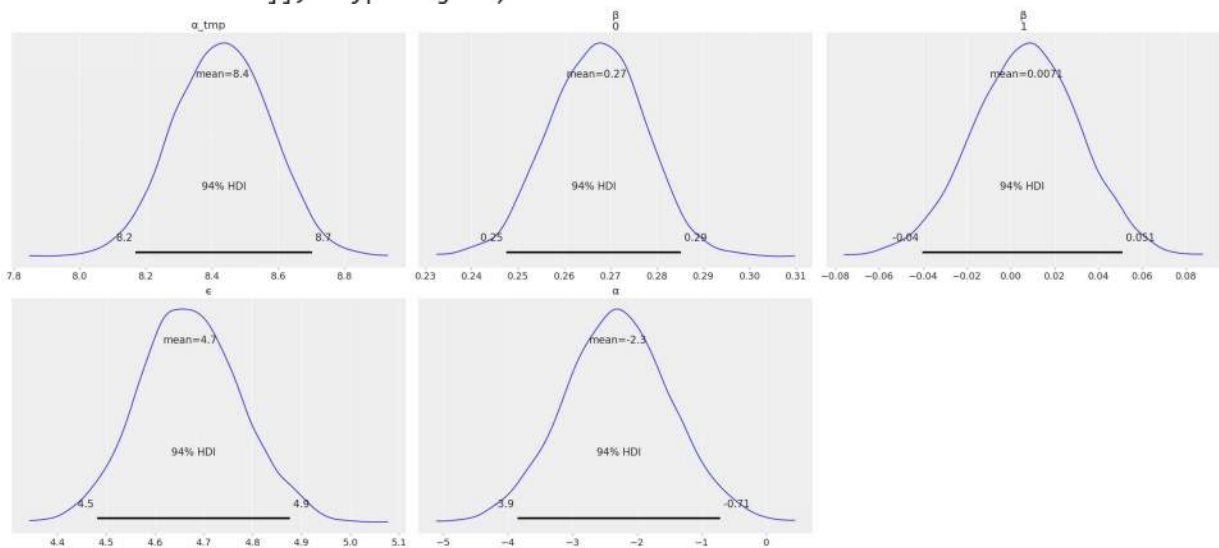 α_tmp
mean=8.4
94% HDI
8.2 8.7
7.8 8.0 8.2 8.4 8.6 8.8
β
0
mean=0.27
94% HDI
0.25 0.29
0.23 0.24 0.25 0.26 0.27 0.28 0.29 0.30 0.31
β
1
mean=0.0071
94% HDI
-0.04 0.051
−0.08 −0.06 −0.04 −0.02 0.00 0.02 0.04 0.06 0.08
ϵ
mean=4.7
94% HDI
4.5 4.9
4.4 4.5 4.6 4.7 4.8 4.9 5.0 5.1
α
mean=-2.3
94% HDI
3.9 -0.71
−5 −4 −3 −2 −1 0